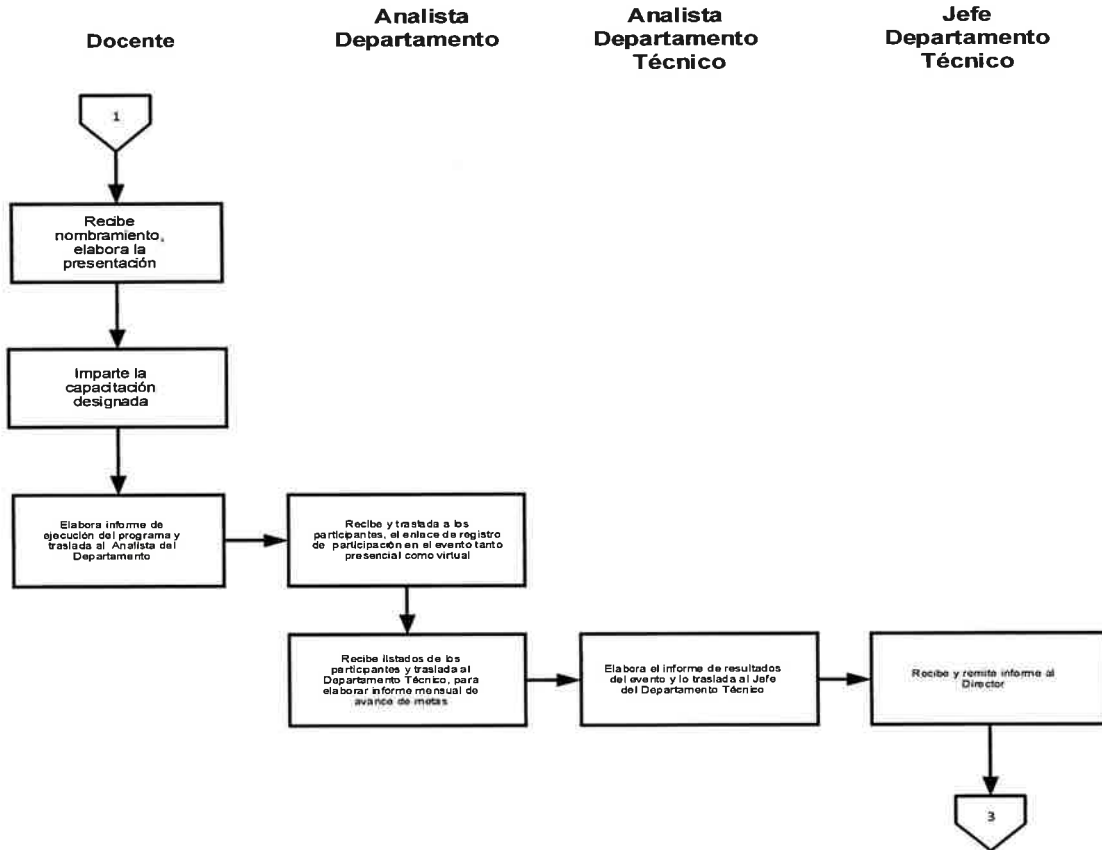 Docente
Analista
Departamento
Analista
Departamento
Técnico
Jefe
Departamento
Técnico
1
Recibe
nombramiento,
elabora la
presentación
Imparte la
capacitación
designada
Elabora informe de
ejecución del programa y
traslada al Analista del
Departamento
Recibe y traslada a los
participantes, el enlace de registro
de participación en el evento tanto
presencial como virtual
Recibe listados de los
participantes y traslada al
Departamento Técnico, para
elaborar informe mensual de
avance de metas
Elabora el informe de resultados
del evento y lo traslada al Jefe
del Departamento Técnico
Recibe y remite informe al
Director
3